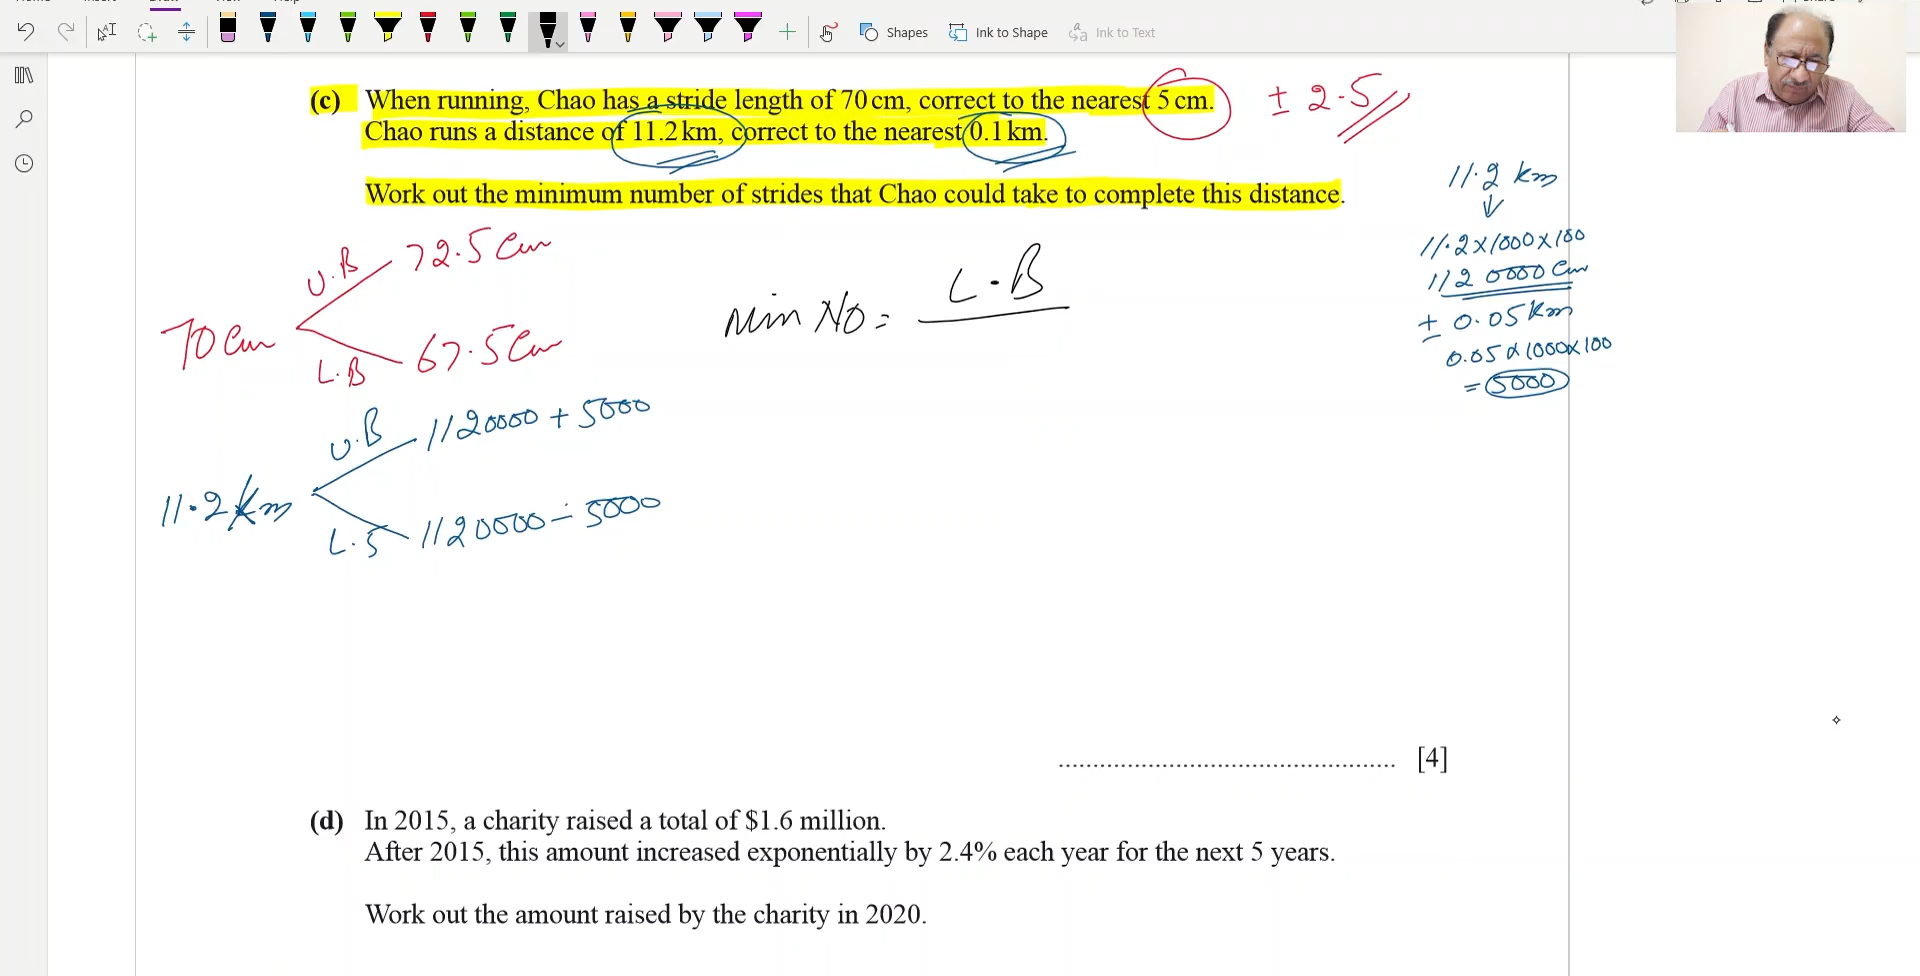 Shapes
Ink to Shape
Ink to Text
(c) When running, Chao has a stride length of 70 cm, correct to the nearest 5 cm.
± 2.5
Chao runs a distance of 11.2 km, correct to the nearest 0.1 km.
Work out the minimum number of strides that Chao could take to complete this distance.
11.2 km
11.2 x 1000 x 100
1120000 cm
± 0.05 km
0.05 x 1000 x 100
= 5000
70 cm
U.B 72.5 cm
L.B 67.5 cm
Min No = L.B
11.2 km
U.B 1120000 + 5000
L.5 1120000 - 5000
................................................ [4]
(d) In 2015, a charity raised a total of $1.6 million.
After 2015, this amount increased exponentially by 2.4% each year for the next 5 years.
Work out the amount raised by the charity in 2020.